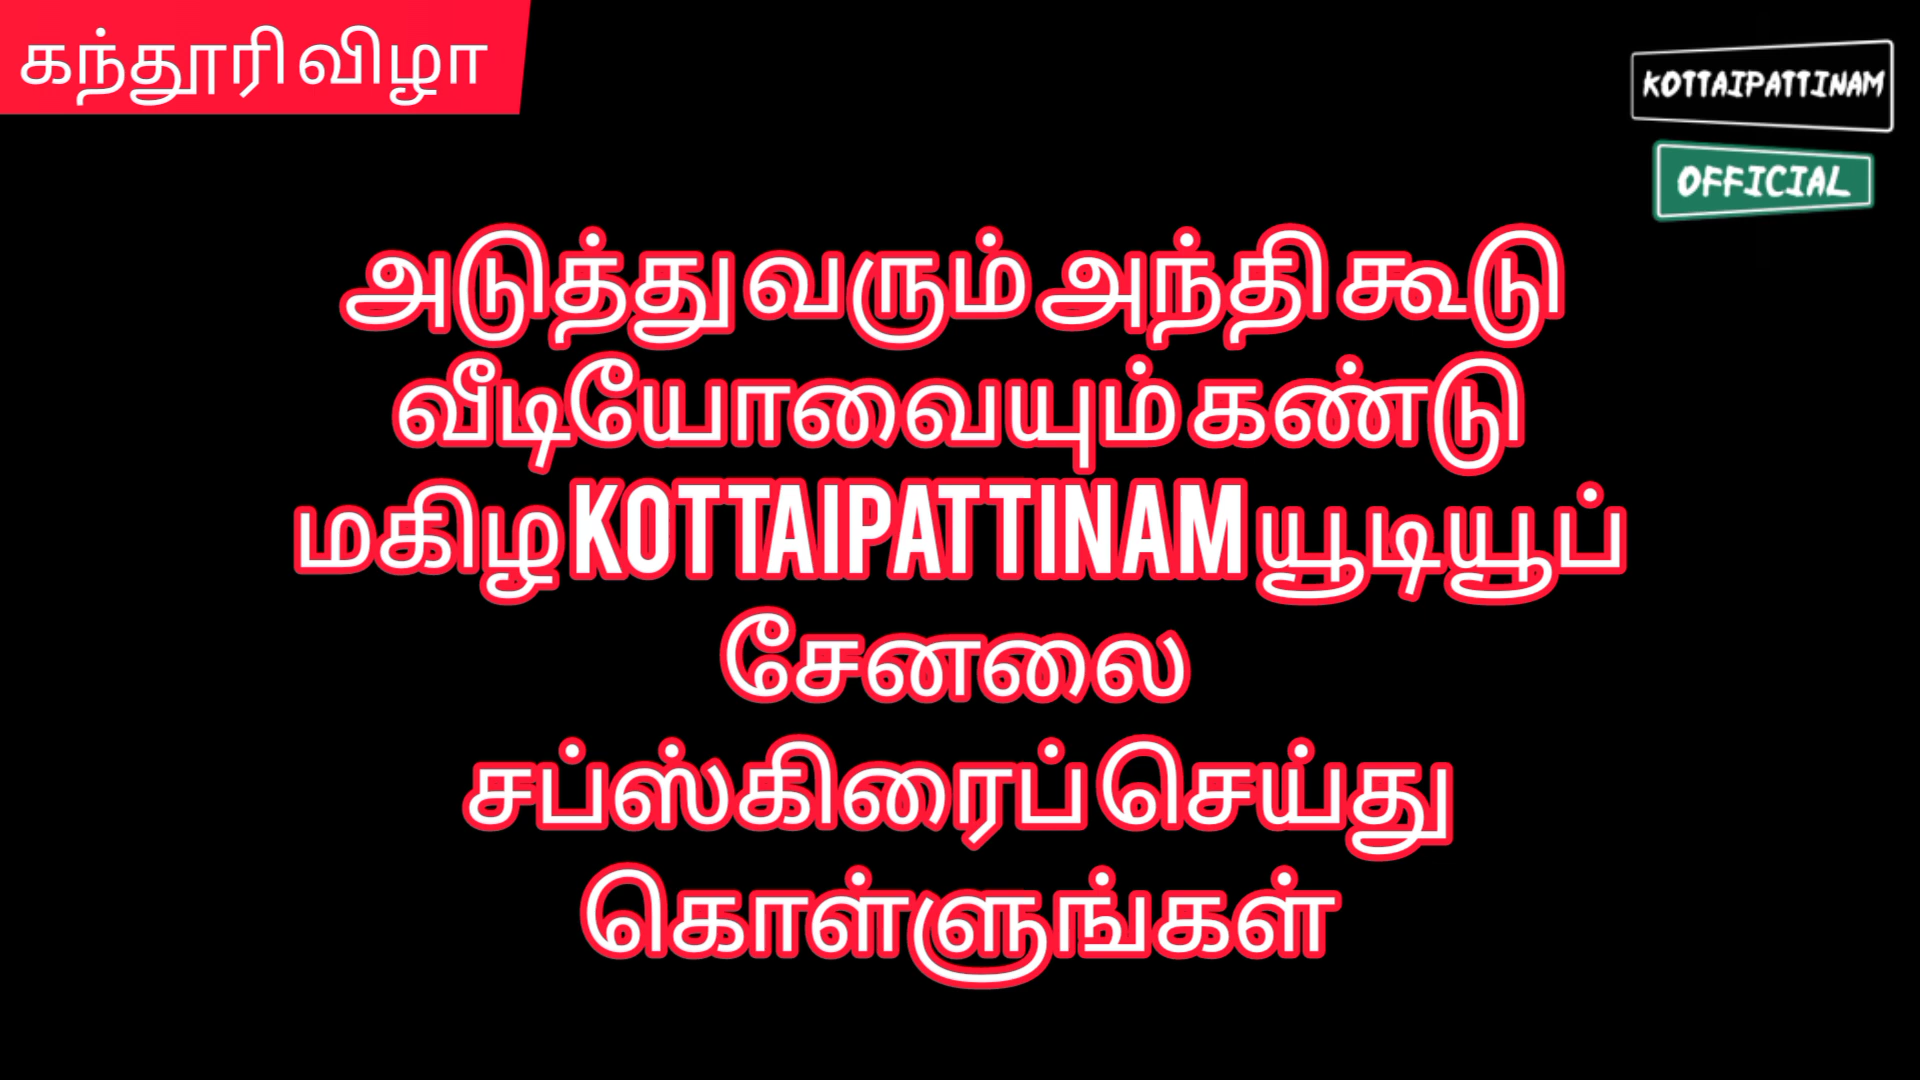 கந்தூரி விழா
KOTTAIPATTINAM
OFFICIAL
அடுத்து வரும் அந்தி கூடு
வீடியோவையும் கண்டு
மகிழ KOTTAIPATTINAM யூடியூப்
சேனலை
சப்ஸ்கிரைப் செய்து
கொள்ளுங்கள்